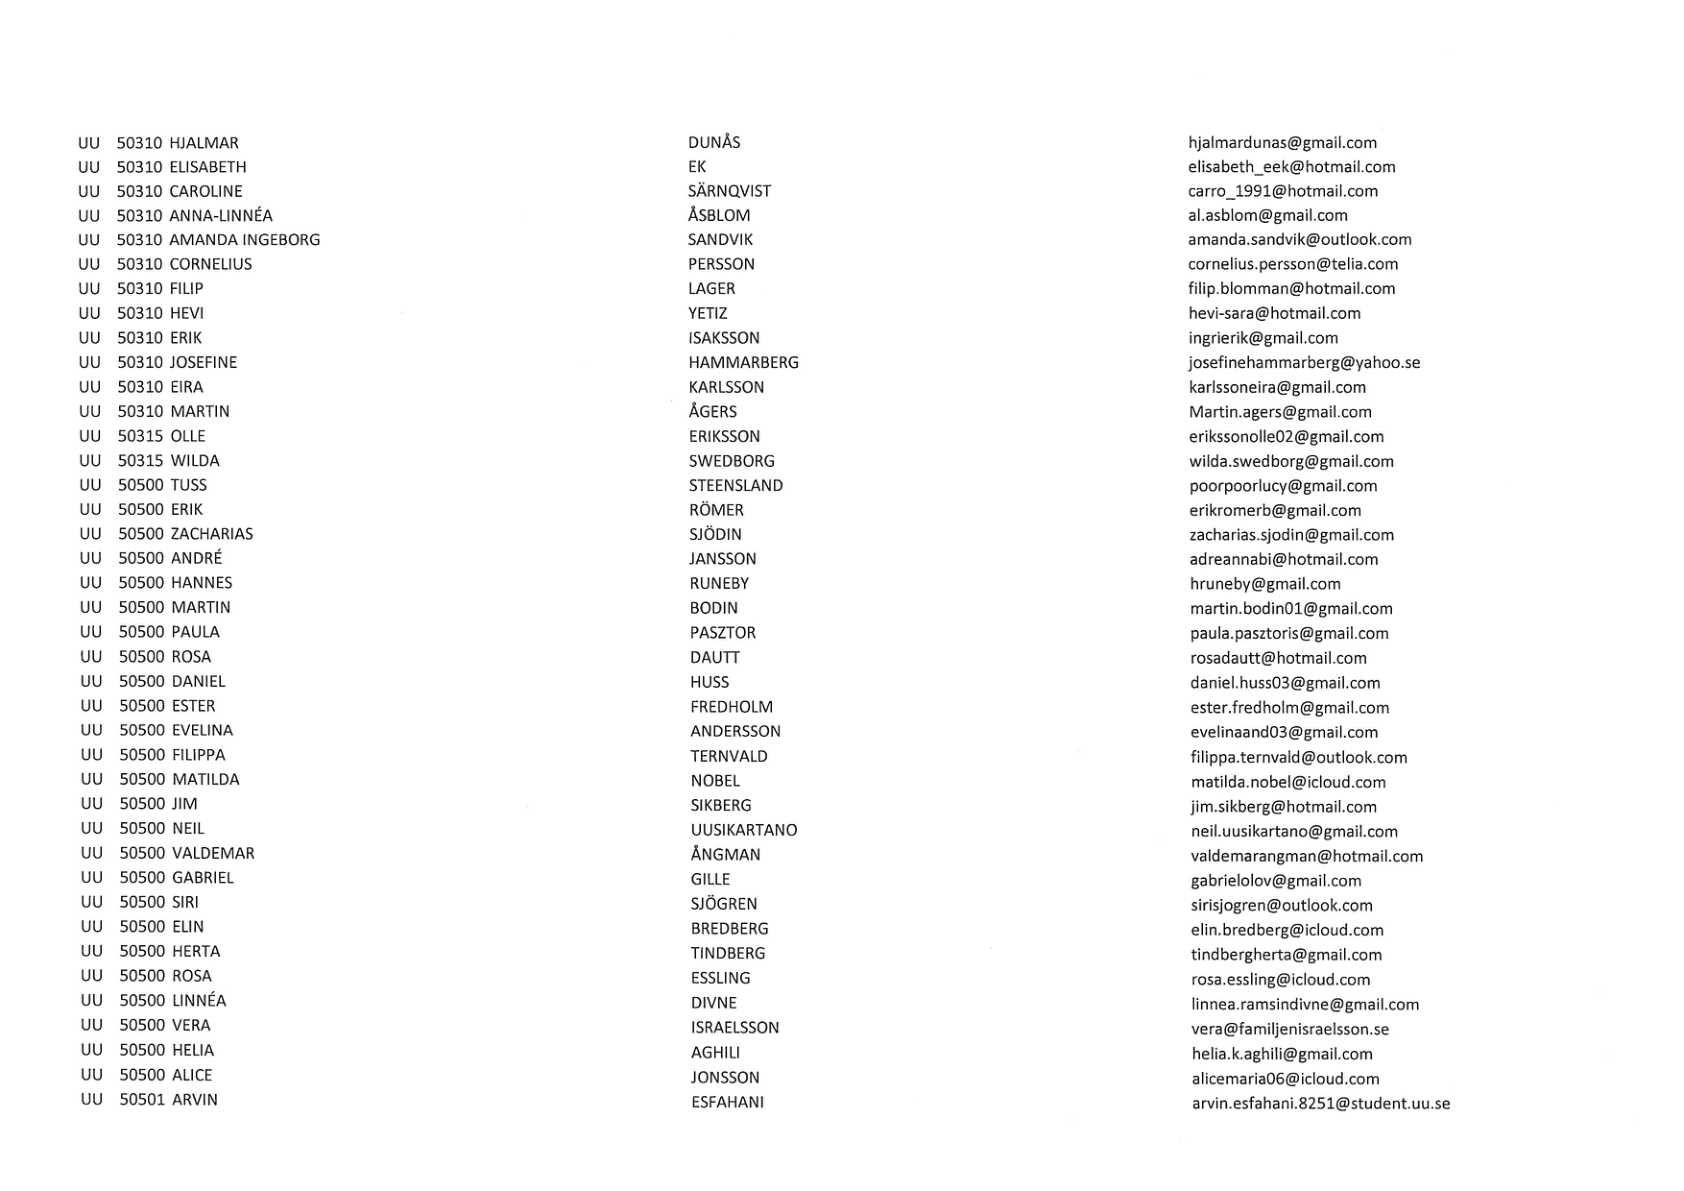 UU 50310 HJALMAR DUNÅS hjalmardunas@gmail.com
UU 50310 ELISABETH EK elisabeth_eek@hotmail.com
UU 50310 CAROLINE SÄRNQVIST carro_1991@hotmail.com
UU 50310 ANNA-LINNÉA ÅSBLOM al.asblom@gmail.com
UU 50310 AMANDA INGEBORG SANDVIK amanda.sandvik@outlook.com
UU 50310 CORNELIUS PERSSON cornelius.persson@telia.com
UU 50310 FILIP LAGER filip.blomman@hotmail.com
UU 50310 HEVI YETIZ hevi-sara@hotmail.com
UU 50310 ERIK ISAKSSON ingrierik@gmail.com
UU 50310 JOSEFINE HAMMARBERG josefinehammarberg@yahoo.se
UU 50310 EIRA KARLSSON karlssoneira@gmail.com
UU 50310 MARTIN ÅGERS Martin.agers@gmail.com
UU 50315 OLLE ERIKSSON erikssonolle02@gmail.com
UU 50315 WILDA SWEDBORG wilda.swedborg@gmail.com
UU 50500 TUSS STEENSLAND poorpoorlucy@gmail.com
UU 50500 ERIK RÖMER erikromerb@gmail.com
UU 50500 ZACHARIAS SJÖDIN zacharias.sjodin@gmail.com
UU 50500 ANDRÉ JANSSON adreannabi@hotmail.com
UU 50500 HANNES RUNEBY hruneby@gmail.com
UU 50500 MARTIN BODIN martin.bodin01@gmail.com
UU 50500 PAULA PASZTOR paula.pasztoris@gmail.com
UU 50500 ROSA DAUTT rosadautt@hotmail.com
UU 50500 DANIEL HUSS daniel.huss03@gmail.com
UU 50500 ESTER FREDHOLM ester.fredholm@gmail.com
UU 50500 EVELINA ANDERSSON evelinaand03@gmail.com
UU 50500 FILIPPA TERNVALD filippa.ternvald@outlook.com
UU 50500 MATILDA NOBEL matilda.nobel@icloud.com
UU 50500 JIM SIKBERG jim.sikberg@hotmail.com
UU 50500 NEIL UUSIKARTANO neil.uusikartano@gmail.com
UU 50500 VALDEMAR ÅNGMAN valdemarangman@hotmail.com
UU 50500 GABRIEL GILLE gabrielolov@gmail.com
UU 50500 SIRI SJÖGREN sirisjogren@outlook.com
UU 50500 ELIN BREDBERG elin.bredberg@icloud.com
UU 50500 HERTA TINDBERG tindbergherta@gmail.com
UU 50500 ROSA ESSLING rosa.essling@icloud.com
UU 50500 LINNÉA DIVNE linnea.ramsindivne@gmail.com
UU 50500 VERA ISRAELSSON vera@familjenisraelsson.se
UU 50500 HELIA AGHILI helia.k.aghili@gmail.com
UU 50500 ALICE JONSSON alicemaria06@icloud.com
UU 50501 ARVIN ESFAHANI arvin.esfahani.8251@student.uu.se